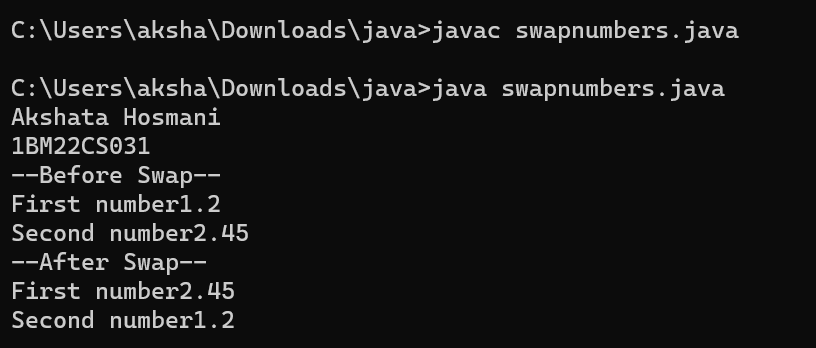 C:\Users\aksha\Downloads\java>javac swapnumbers.java
C:\Users\aksha\Downloads\java>java swapnumbers.java
Akshata Hosmani
1BM22CS031
--Before Swap--
First number1.2
Second number2.45
--After Swap--
First number2.45
Second number1.2